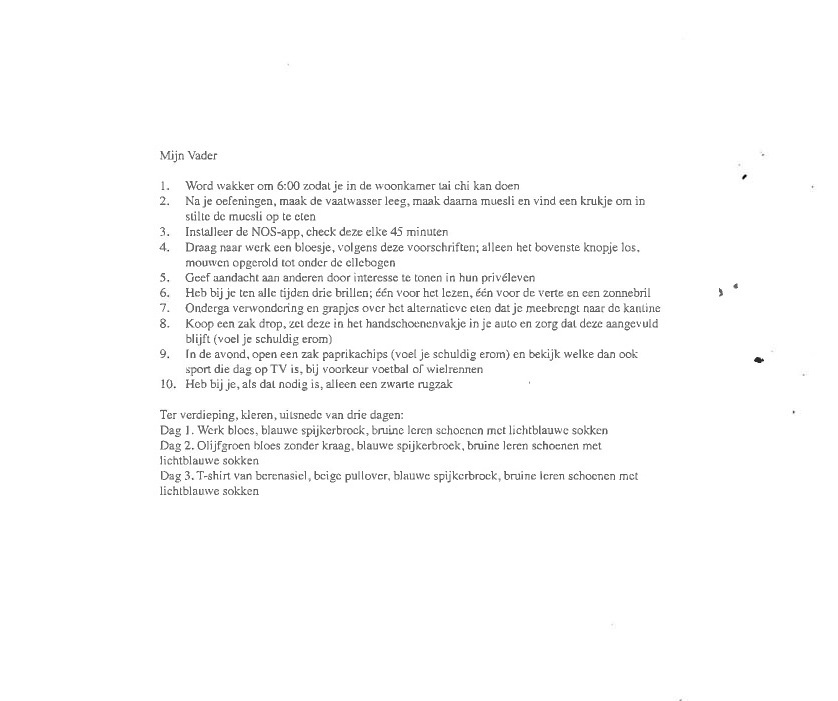 Mijn Vader
1. Word wakker om 6:00 zodat je in de woonkamer tai chi kan doen
2. Na je oefeningen, maak de vaatwasser leeg, maak daarna muesli en vind een krukje om in
stilte de muesli op te eten
3. Installeer de NOS-app, check deze elke 45 minuten
4. Draag naar werk een bloesje, volgens deze voorschriften; alleen het bovenste knopje los,
mouwen opgerold tot onder de ellebogen
5. Geef aandacht aan anderen door interesse te tonen in hun privéleven
6. Heb bij je ten alle tijden drie brillen; één voor het lezen, één voor de verte en een zonnebril
7. Onderga verwondering en grapjes over het alternatieve eten dat je meebrengt naar de kantine
8. Koop een zak drop, zet deze in het handschoenenvakje in je auto en zorg dat deze aangevuld
blijft (voel je schuldig erom)
9. In de avond, open een zak paprikachips (voel je schuldig erom) en bekijk welke dan ook
sport die dag op TV is, bij voorkeur voetbal of wielrennen
10. Heb bij je, als dat nodig is, alleen een zwarte rugzak
Ter verdieping, kleren, uitsnede van drie dagen:
Dag 1. Werk bloes, blauwe spijkerbroek, bruine leren schoenen met lichtblauwe sokken
Dag 2. Olijfgroen bloes zonder kraag, blauwe spijkerbroek, bruine leren schoenen met
lichtblauwe sokken
Dag 3. T-shirt van berenasiel, beige pullover, blauwe spijkerbroek, bruine leren schoenen met
lichtblauwe sokken